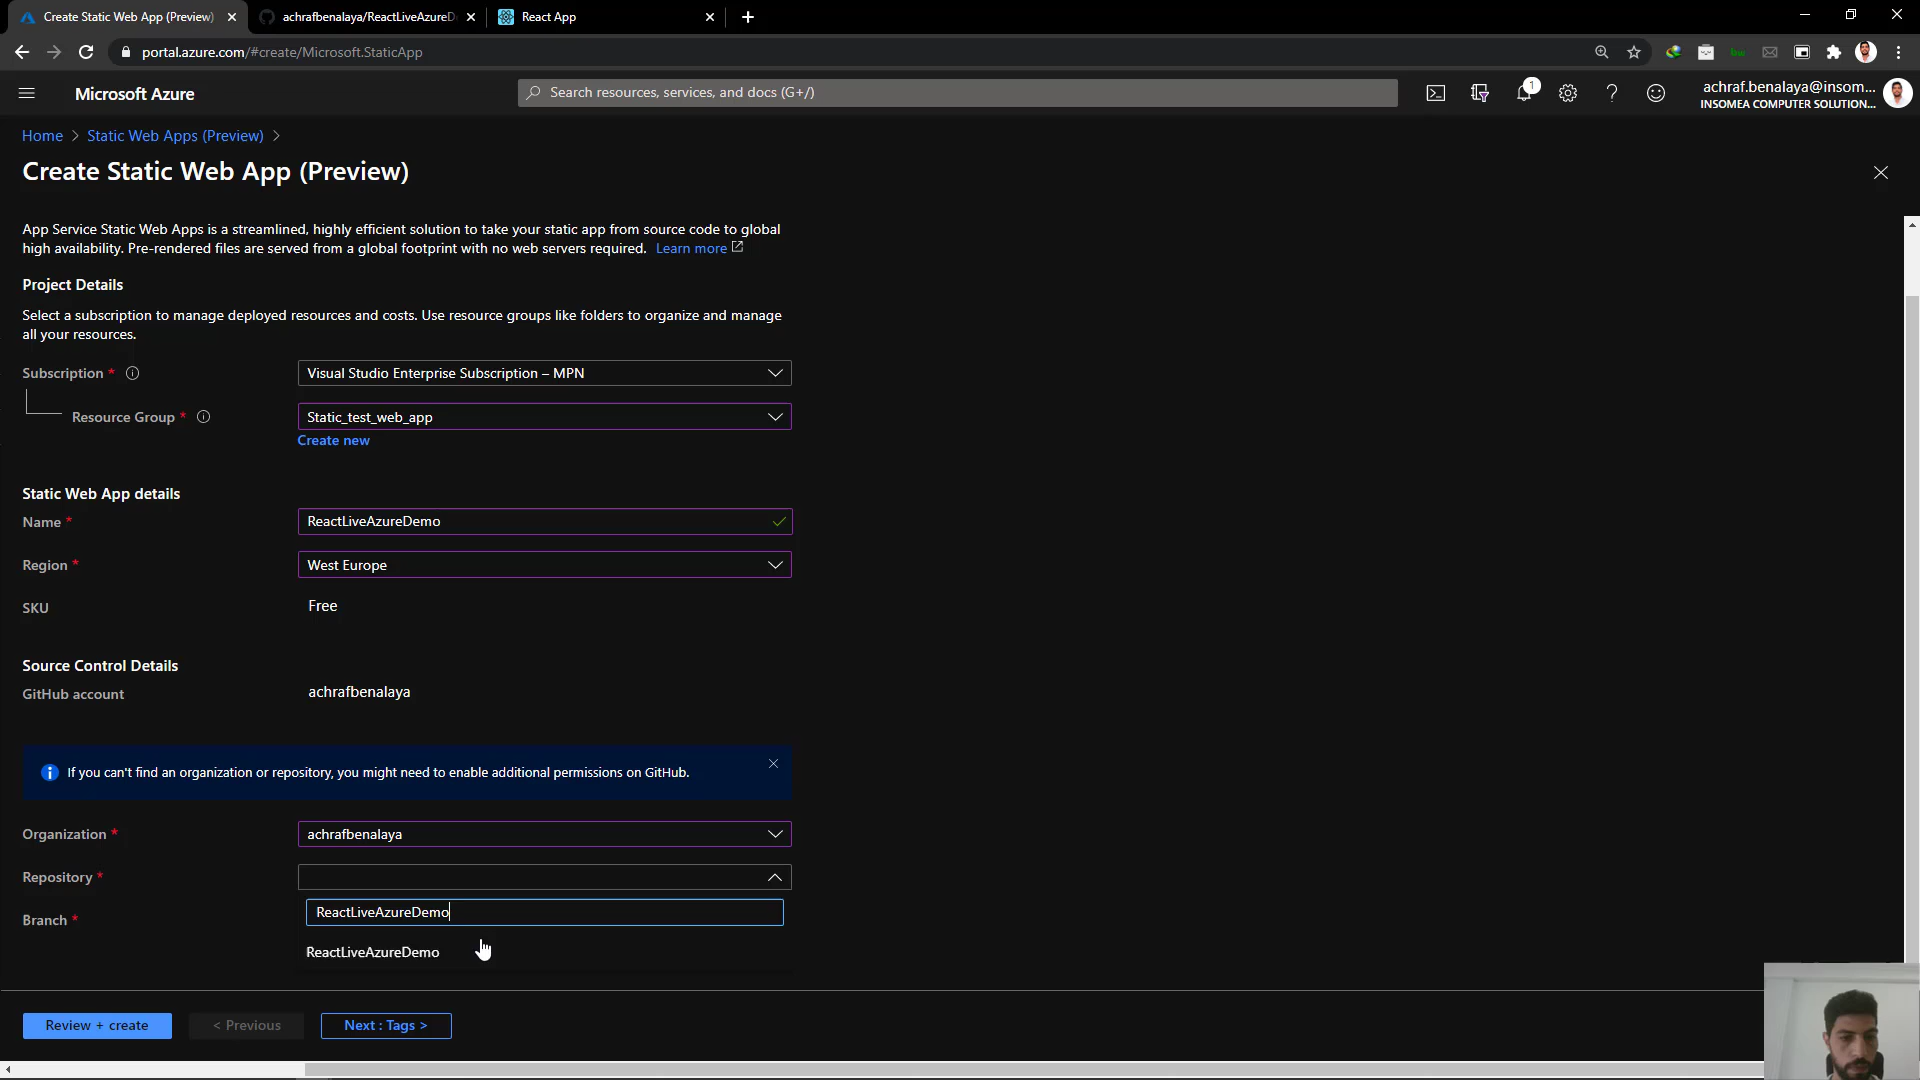 Create Static Web App (Preview)
achrafbenalaya/ReactLiveAzureD
React App
portal.azure.com/#create/Microsoft.StaticApp
Microsoft Azure
Search resources, services, and docs (G+/)
1
achraf.benalaya@insom...
INSOMEA COMPUTER SOLUTION...
Home > Static Web Apps (Preview) >
Create Static Web App (Preview)
App Service Static Web Apps is a streamlined, highly efficient solution to take your static app from source code to global
high availability. Pre-rendered files are served from a global footprint with no web servers required. Learn more
Project Details
Select a subscription to manage deployed resources and costs. Use resource groups like folders to organize and manage
all your resources.
Subscription *
Visual Studio Enterprise Subscription – MPN
Resource Group *
Static_test_web_app
Create new
Static Web App details
Name *
ReactLiveAzureDemo
Region *
West Europe
SKU
Free
Source Control Details
GitHub account
achrafbenalaya
If you can't find an organization or repository, you might need to enable additional permissions on GitHub.
Organization *
achrafbenalaya
Repository *
Branch *
ReactLiveAzureDemo
ReactLiveAzureDemo
Review + create
< Previous
Next : Tags >